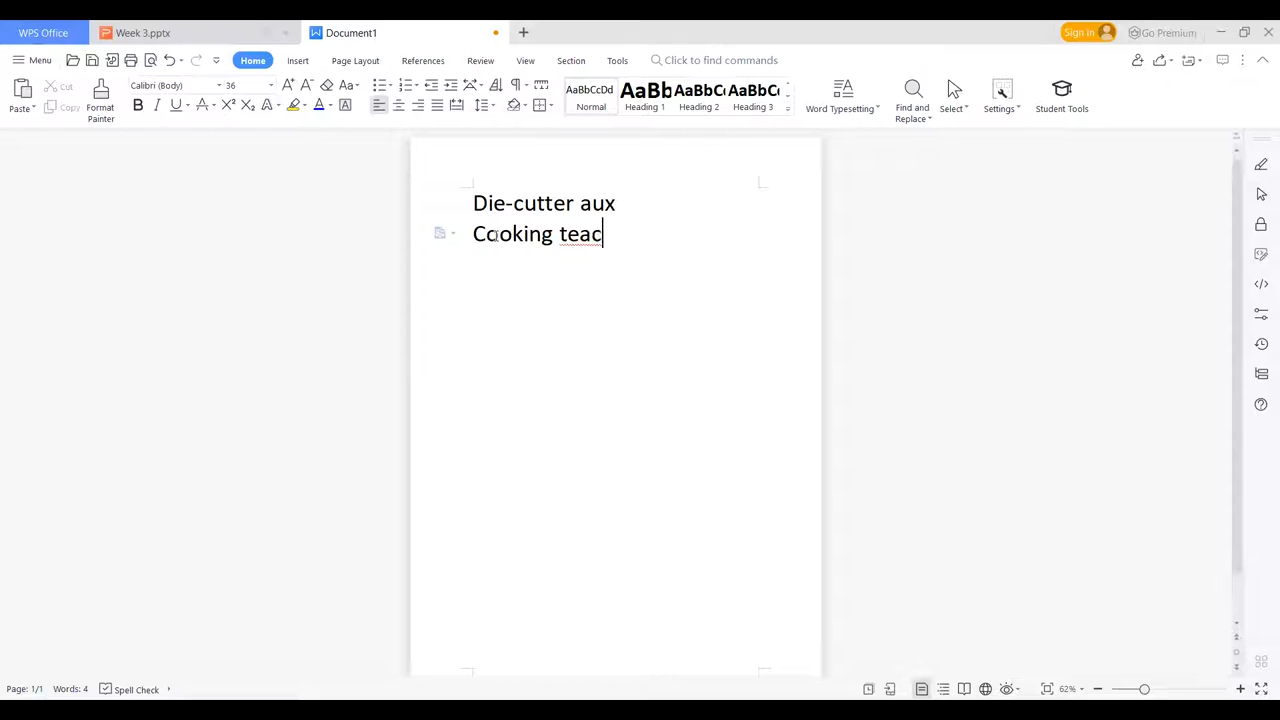 WPS Office
Week 3.pptx
Document1
Sign in
Go Premium
Menu
Home
Insert
Page Layout
References
Review
View
Section
Tools
Click to find commands
Paste
Cut
Copy
Format
Painter
Calibri (Body)
36
AaBbCcDd
Normal
AaBb
Heading 1
AaBbC
Heading 2
AaBbC
Heading 3
Word Typesetting
Find and
Replace
Select
Settings
Student Tools
Die-cutter aux
Cooking teac
Page: 1/1
Words: 4
Spell Check
62%